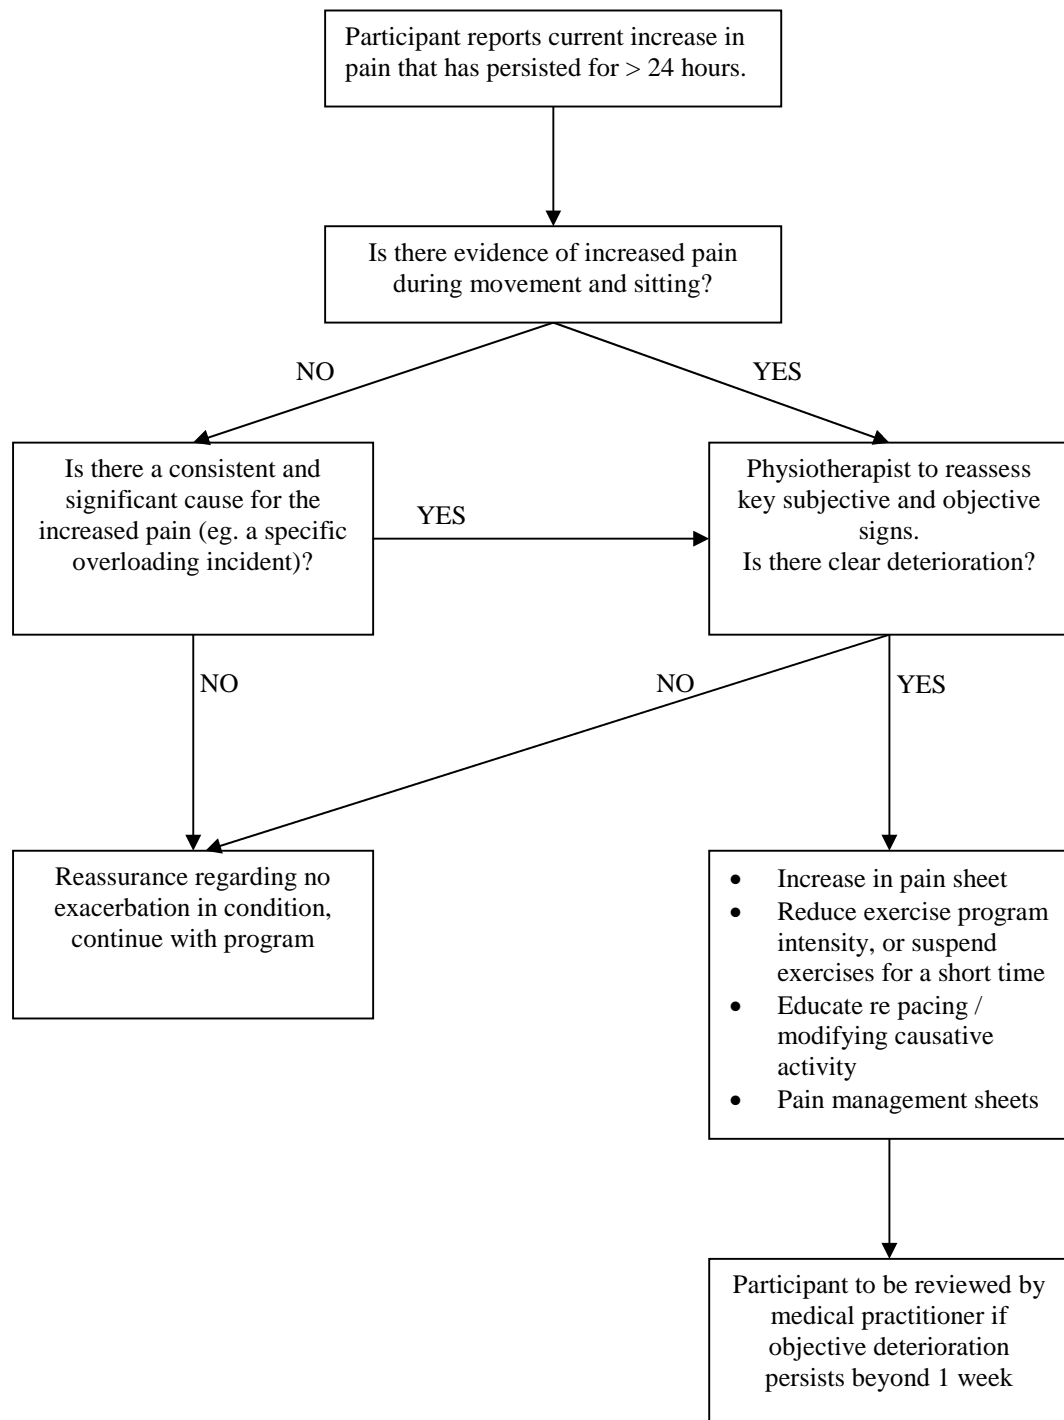 Participant reports current increase in
pain that has persisted for > 24 hours.
Is there evidence of increased pain
during movement and sitting?
NO
YES
Is there a consistent and
significant cause for the
increased pain (eg. a specific
overloading incident)?
YES
Physiotherapist to reassess
key subjective and objective
signs.
Is there clear deterioration?
NO
NO
YES
Reassurance regarding no
exacerbation in condition,
continue with program
• Increase in pain sheet
• Reduce exercise program
intensity, or suspend
exercises for a short time
• Educate re pacing /
modifying causative
activity
• Pain management sheets
Participant to be reviewed by
medical practitioner if
objective deterioration
persists beyond 1 week